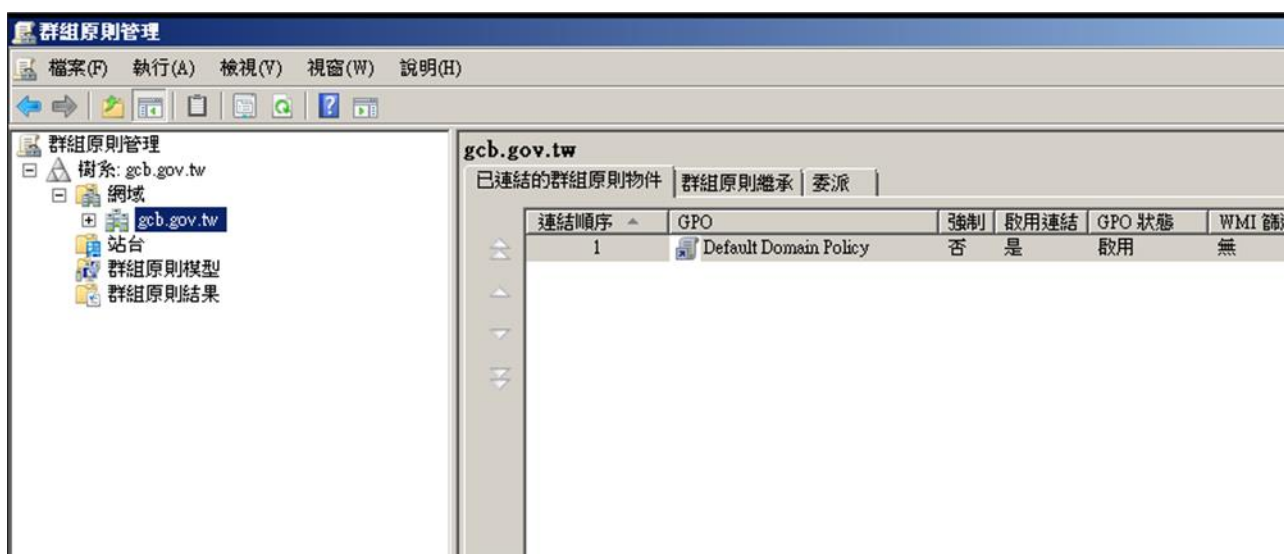 群組原則管理
檔案(F) 執行(A) 檢視(V) 視窗(W) 說明(H)
群組原則管理
樹系: gcb.gov.tw
網域
gcb.gov.tw
站台
群組原則模型
群組原則結果
gcb.gov.tw
已連結的群組原則物件 群組原則繼承 委派
連結順序 GPO 強制 啟用連結 GPO 狀態 WMI
1 Default Domain Policy 否 是 啟用 無